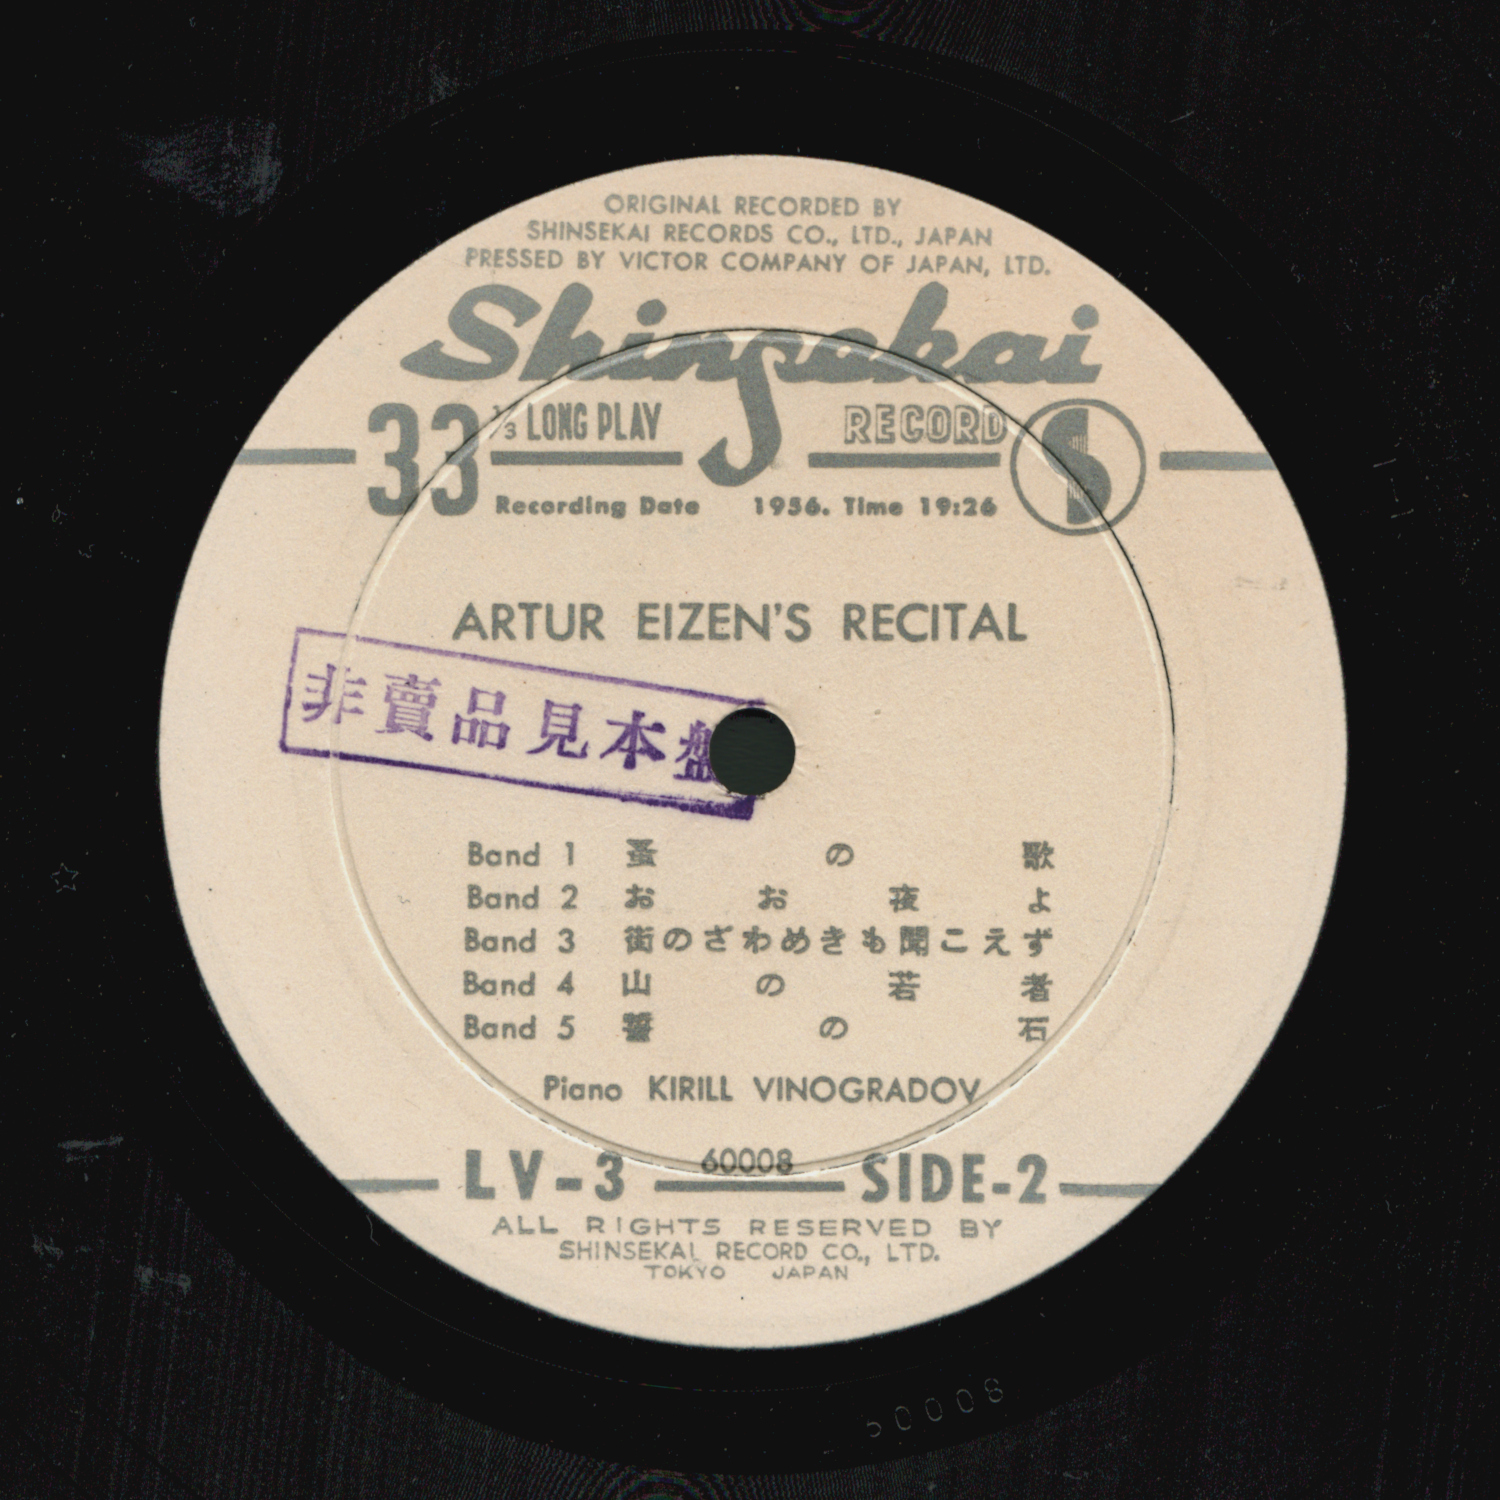 ORIGINAL RECORDED BY
SHINSEKAI RECORDS CO., LTD., JAPAN
PRESSED BY VICTOR COMPANY OF JAPAN, LTD.
Shinsekai
33 1/3 LONG PLAY RECORD S
Recording Date 1956. Time 19:26
ARTUR EIZEN'S RECITAL
非賣品見本盤
Band 1 蚤の歌
Band 2 おお夜よ
Band 3 街のざわめきも聞こえず
Band 4 山の若者
Band 5 誓の石
Piano KIRILL VINOGRADOV
LV-3 60008 SIDE-2
ALL RIGHTS RESERVED BY
SHINSEKAI RECORD CO., LTD.
TOKYO JAPAN